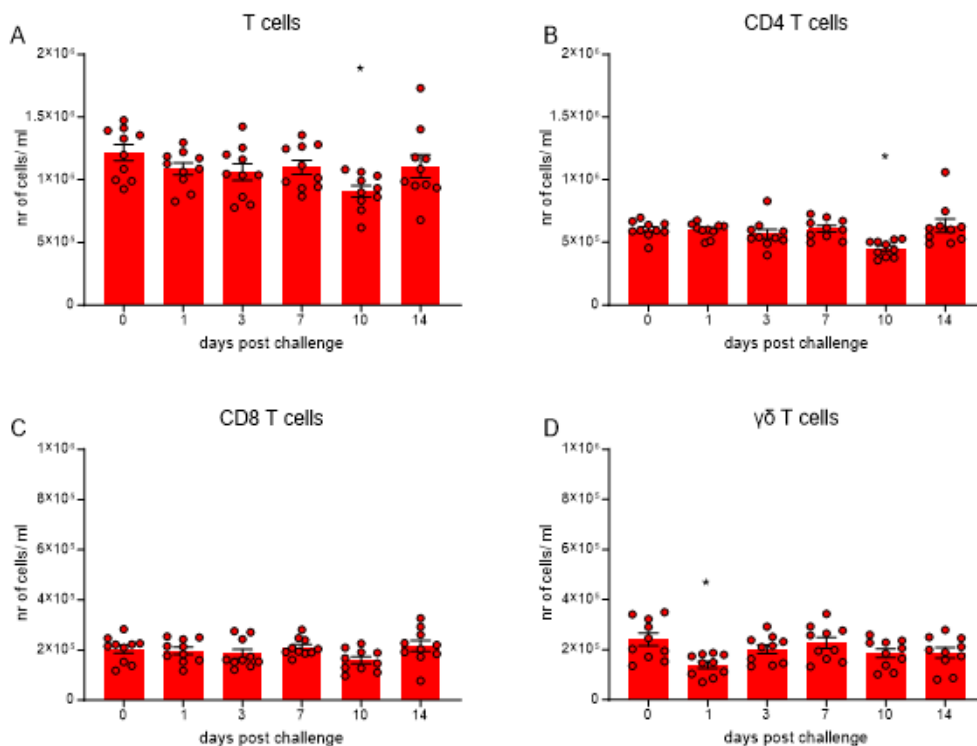 A
T cells
nr of cells/ ml
2×10⁶
1.5×10⁶
1×10⁶
5×10⁵
0
*
0 1 3 7 10 14
days post challenge
B
CD4 T cells
nr of cells/ ml
2×10⁶
1.5×10⁶
1×10⁶
5×10⁵
0
*
0 1 3 7 10 14
days post challenge
C
CD8 T cells
nr of cells/ ml
1×10⁶
8×10⁵
6×10⁵
4×10⁵
2×10⁵
0
0 1 3 7 10 14
days post challenge
D
γδ T cells
nr of cells/ ml
1×10⁶
8×10⁵
6×10⁵
4×10⁵
2×10⁵
0
*
0 1 3 7 10 14
days post challenge